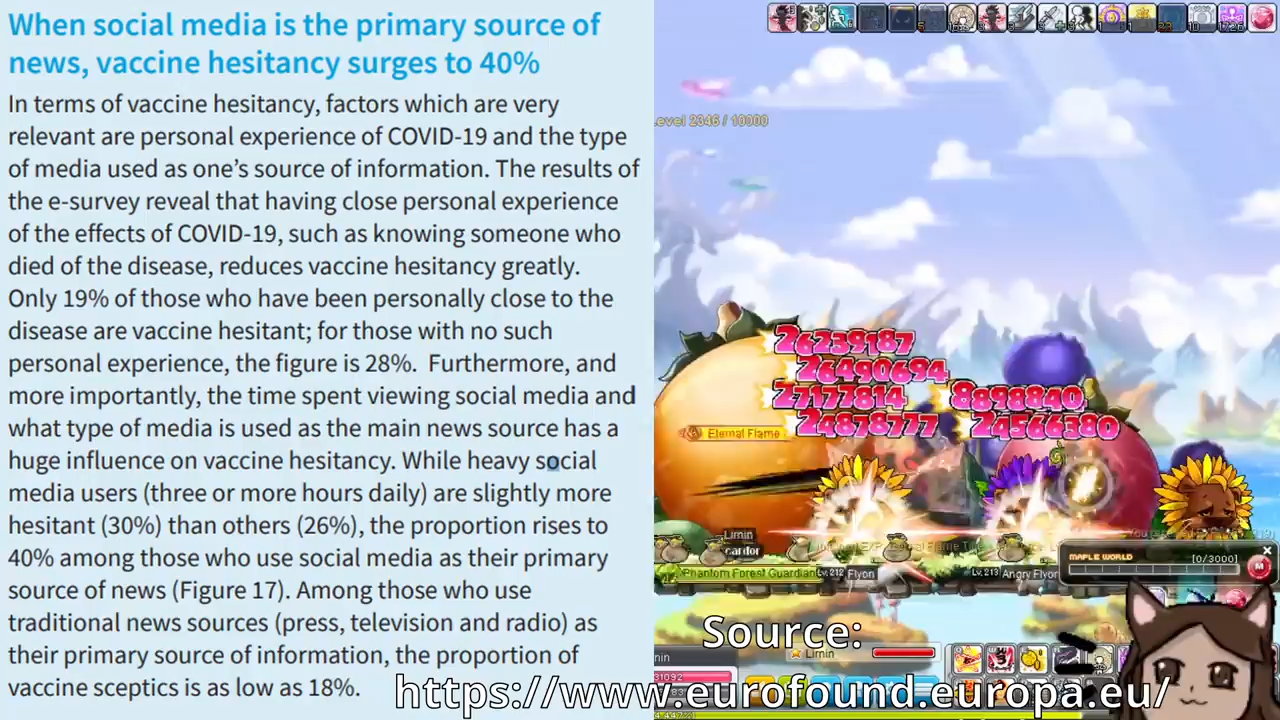 When social media is the primary source of
news, vaccine hesitancy surges to 40%
In terms of vaccine hesitancy, factors which are very
relevant are personal experience of COVID-19 and the type
of media used as one’s source of information. The results of
the e-survey reveal that having close personal experience
of the effects of COVID-19, such as knowing someone who
died of the disease, reduces vaccine hesitancy greatly.
Only 19% of those who have been personally close to the
disease are vaccine hesitant; for those with no such
personal experience, the figure is 28%. Furthermore, and
more importantly, the time spent viewing social media and
what type of media is used as the main news source has a
huge influence on vaccine hesitancy. While heavy social
media users (three or more hours daily) are slightly more
hesitant (30%) than others (26%), the proportion rises to
40% among those who use social media as their primary
source of news (Figure 17). Among those who use
traditional news sources (press, television and radio) as
their primary source of information, the proportion of
vaccine sceptics is as low as 18%.
evel 2346 / 10000
26239187
26490694
27177814
24878777
8898840
24566380
Eternal Flame
Limin
cardor
Phantom Forest Guardian
Lv.212 Flyon
Lv.213 Angry Flyon
MAPLE WORLD
[0/3000]
Source:
Limin
https://www.eurofound.europa.eu/